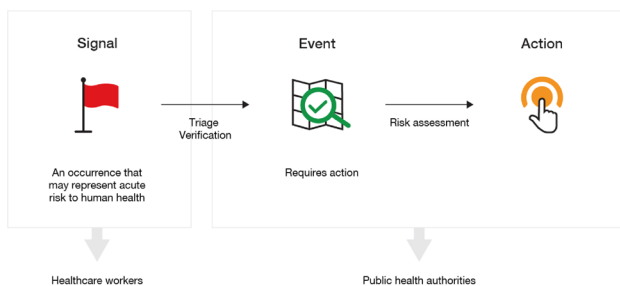 Signal
Event
Action
Triage
Verification
Risk assessment
An occurrence that
may represent acute
risk to human health
Requires action
Healthcare workers
Public health authorities